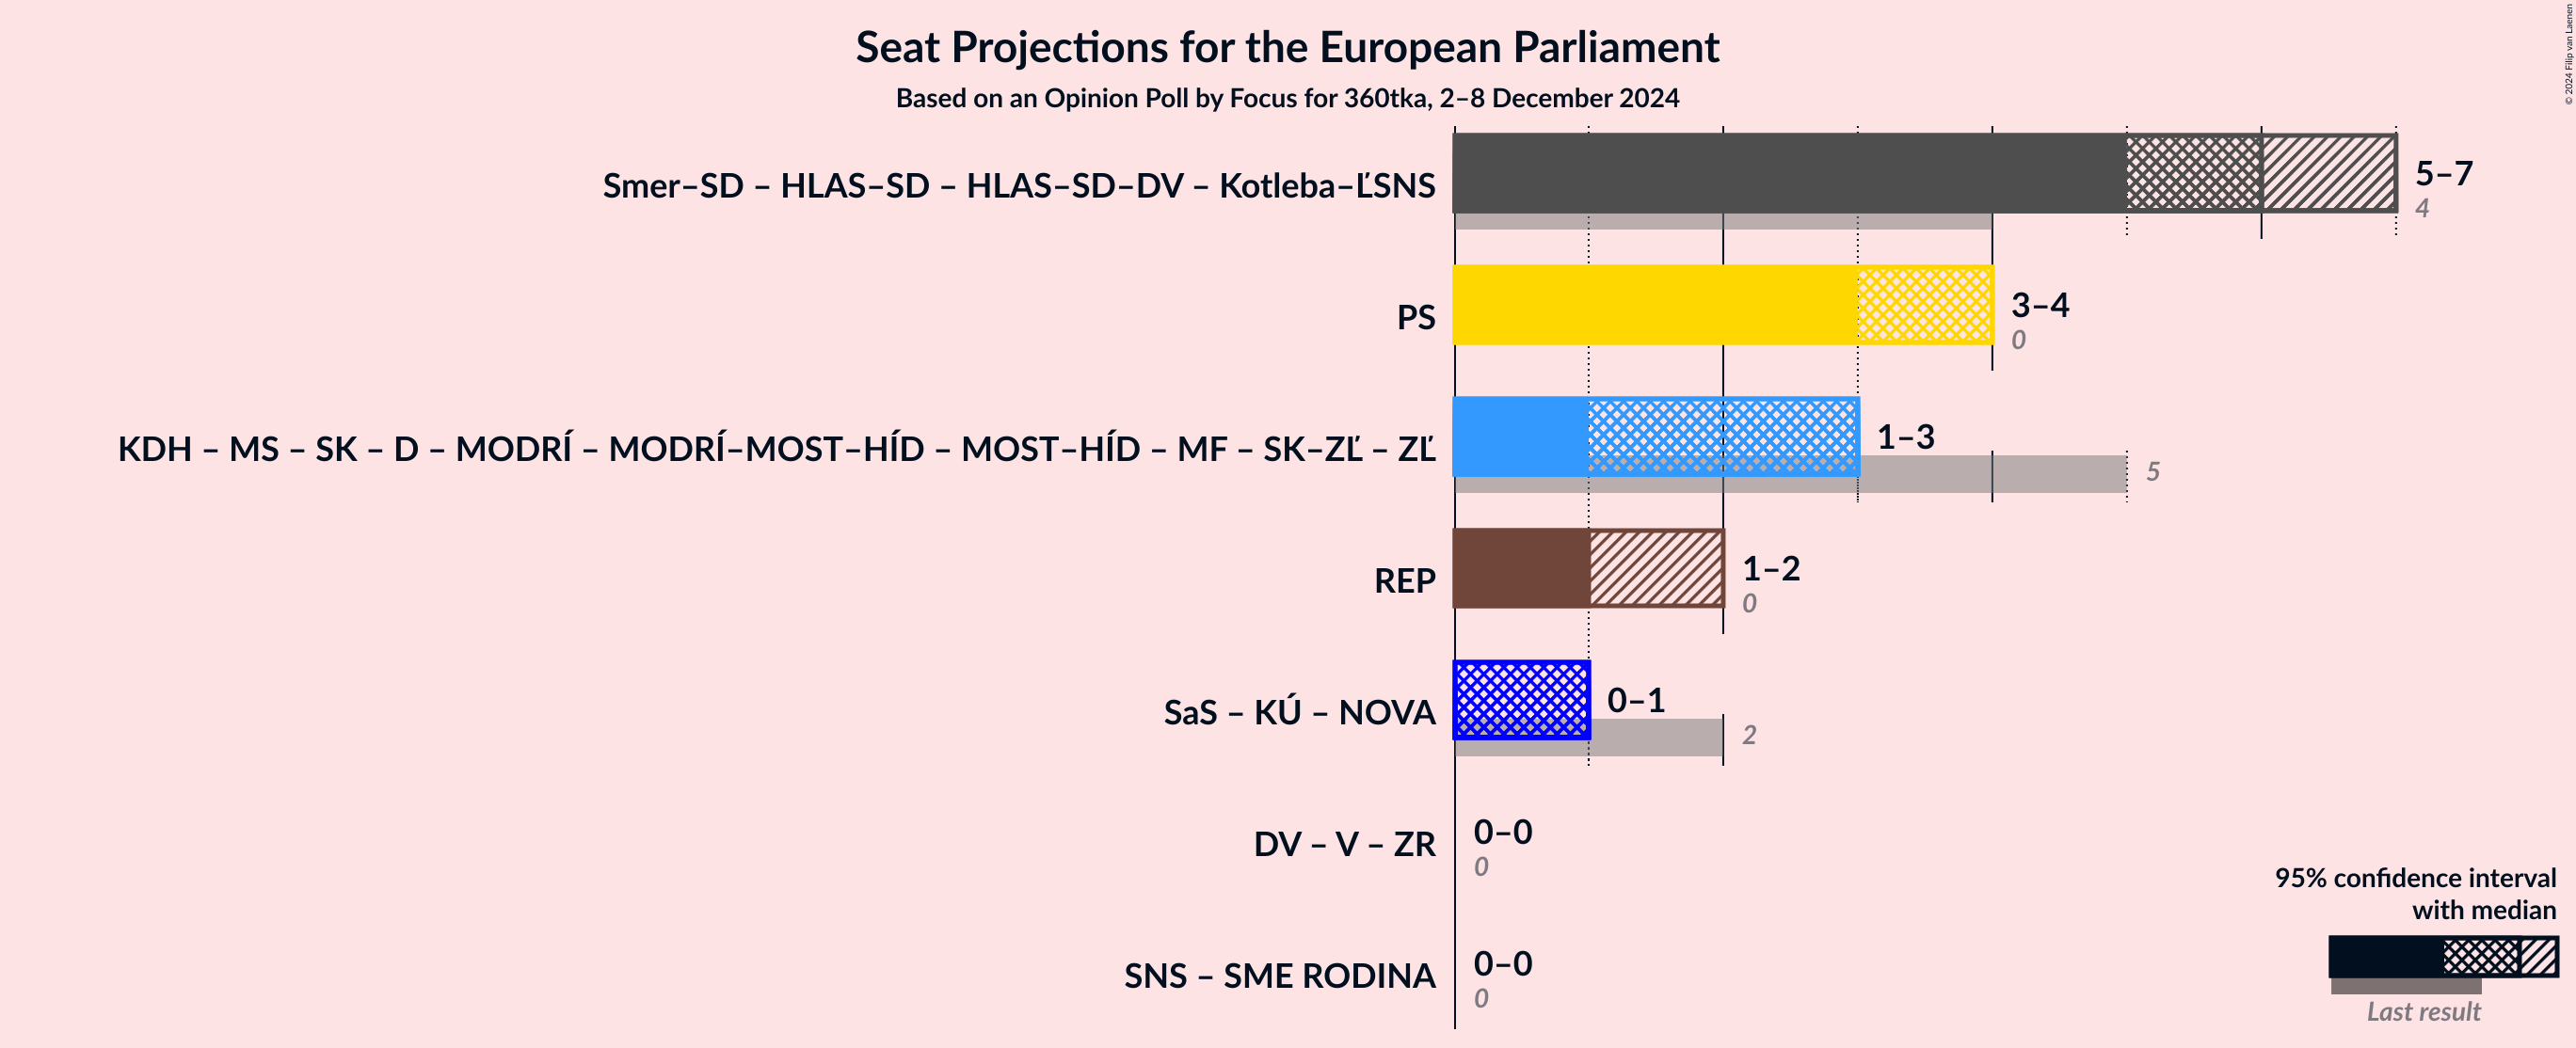 Seat Projections for the European Parliament
Based on an Opinion Poll by Focus for 360tka, 2–8 December 2024
© 2024 Filip van Laenen
Smer–SD – HLAS–SD – HLAS–SD–DV – Kotleba–ĽSNS
5–7
4
PS
3–4
0
KDH – MS – SK – D – MODRÍ – MODRÍ–MOST–HÍD – MOST–HÍD – MF – SK–ZĽ – ZĽ
1–3
5
REP
1–2
0
SaS – KÚ – NOVA
0–1
2
DV – V – ZR
0–0
0
SNS – SME RODINA
0–0
0
95% confidence interval
with median
Last result